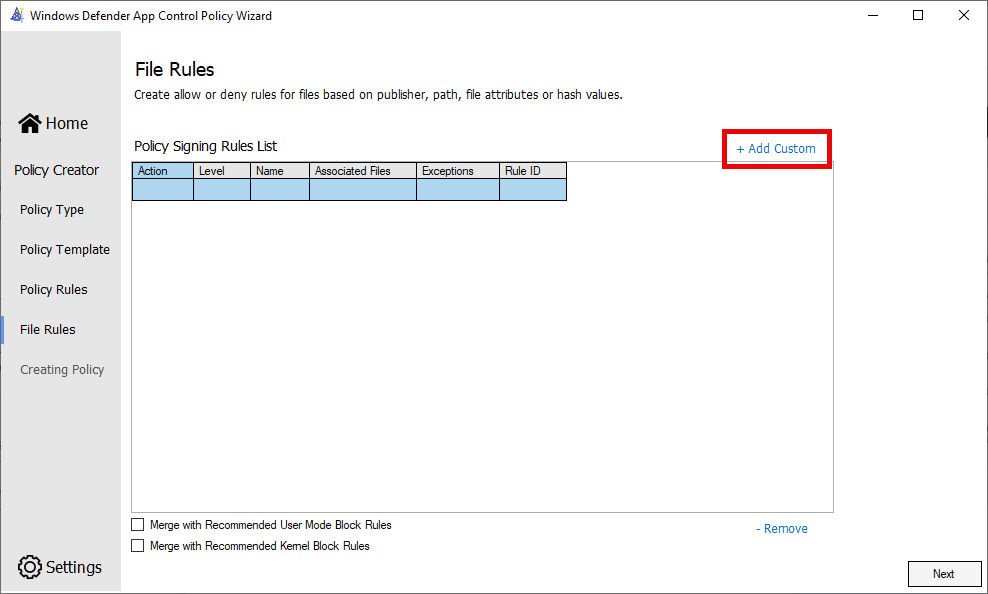 Windows Defender App Control Policy Wizard
Home
Policy Creator
Policy Type
Policy Template
Policy Rules
File Rules
Creating Policy
Settings
File Rules
Create allow or deny rules for files based on publisher, path, file attributes or hash values.
Policy Signing Rules List
+ Add Custom
Action Level Name Associated Files Exceptions Rule ID
Merge with Recommended User Mode Block Rules
Merge with Recommended Kernel Block Rules
- Remove
Next